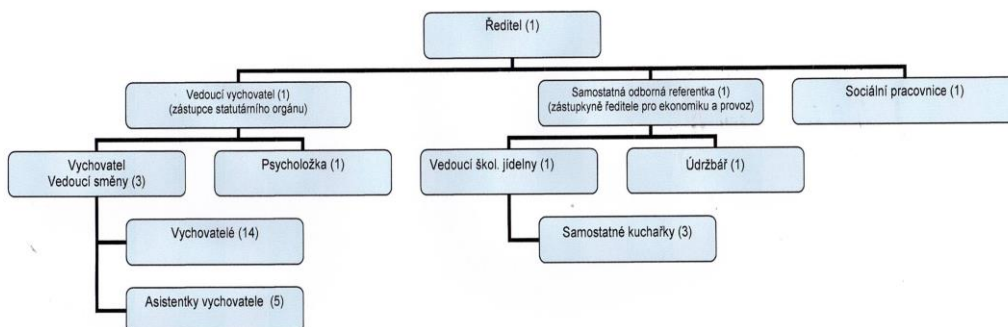 Ředitel (1)
Vedoucí vychovatel (1)
(zástupce statutárního orgánu)
Samostatná odborná referentka (1)
(zástupkyně ředitele pro ekonomiku a provoz)
Sociální pracovnice (1)
Vychovatel
Vedoucí směny (3)
Psycholožka (1)
Vedoucí škol. jídelny (1)
Údržbář (1)
Vychovatelé (14)
Samostatné kuchařky (3)
Asistentky vychovatele (5)